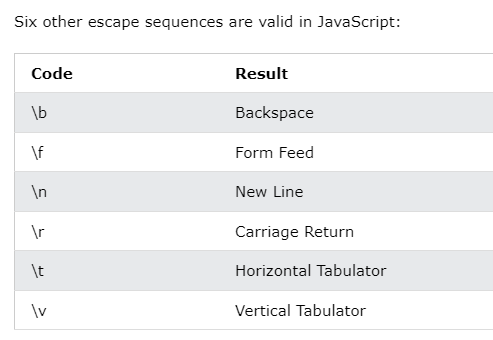 Six other escape sequences are valid in JavaScript:
Code Result
\b Backspace
\f Form Feed
\n New Line
\r Carriage Return
\t Horizontal Tabulator
\v Vertical Tabulator